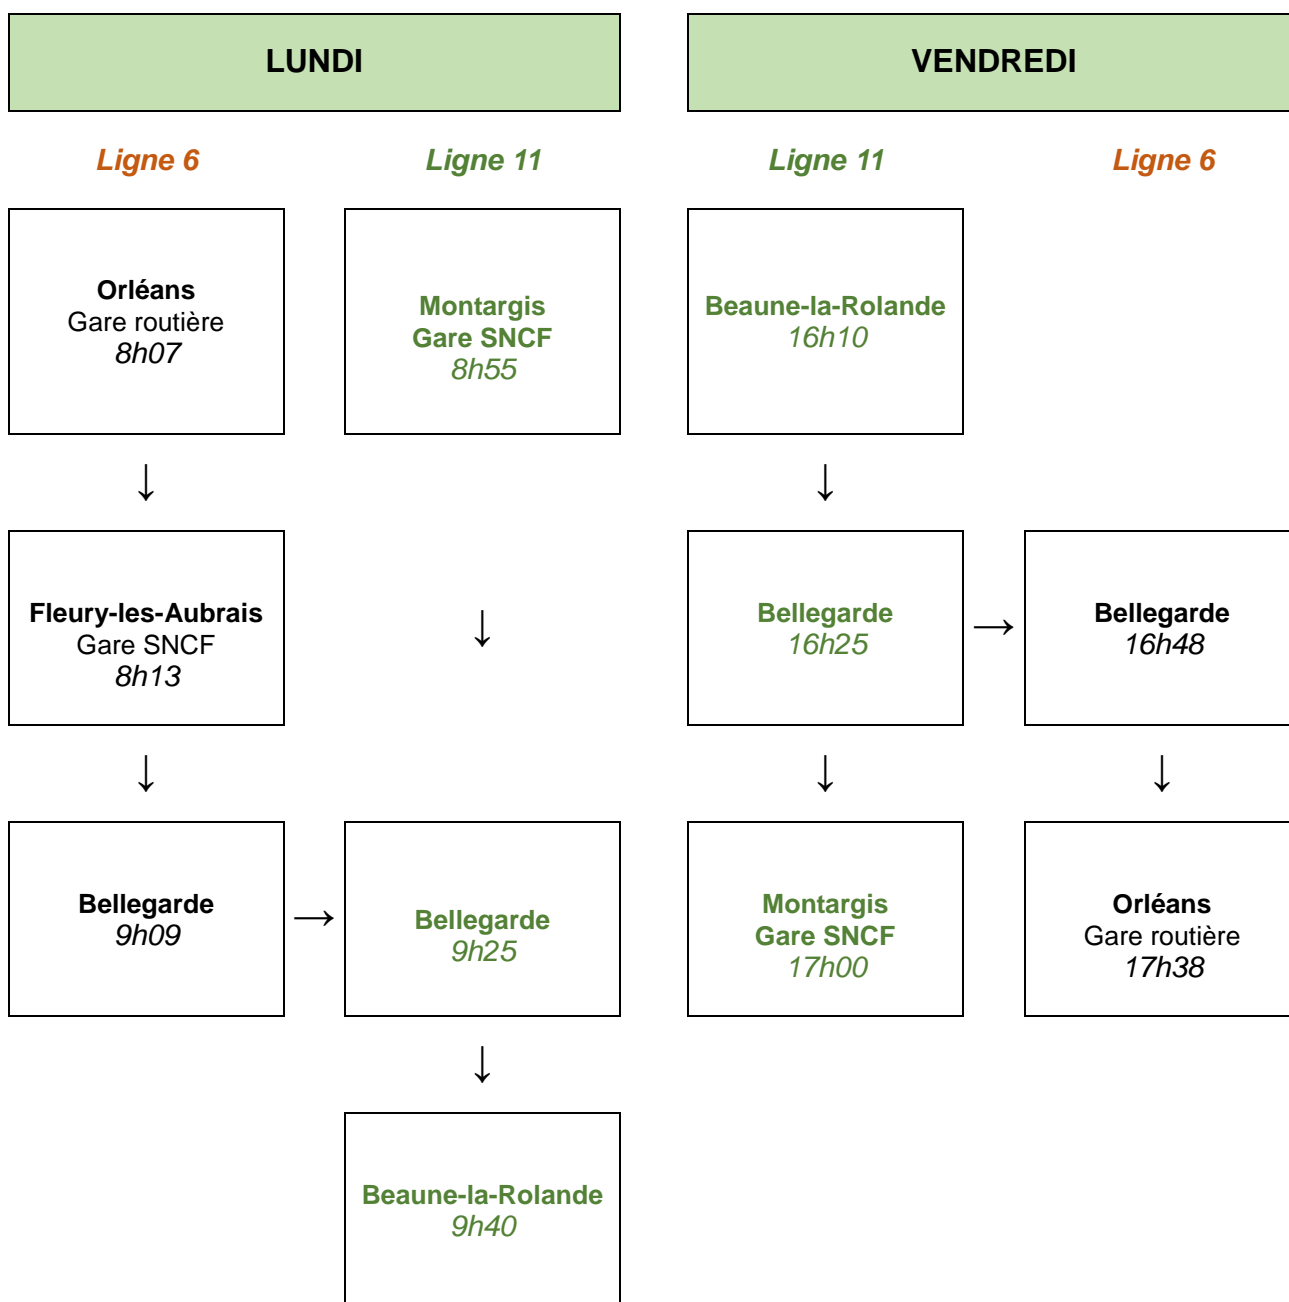 LUNDI
VENDREDI
Ligne 6
Ligne 11
Ligne 11
Ligne 6
Orléans
Gare routière
8h07
Montargis
Gare SNCF
8h55
Beaune-la-Rolande
16h10
↓
↓
Fleury-les-Aubrais
Gare SNCF
8h13
↓
Bellegarde
16h25
→
Bellegarde
16h48
↓
↓
↓
Bellegarde
9h09
→
Bellegarde
9h25
Montargis
Gare SNCF
17h00
Orléans
Gare routière
17h38
↓
Beaune-la-Rolande
9h40